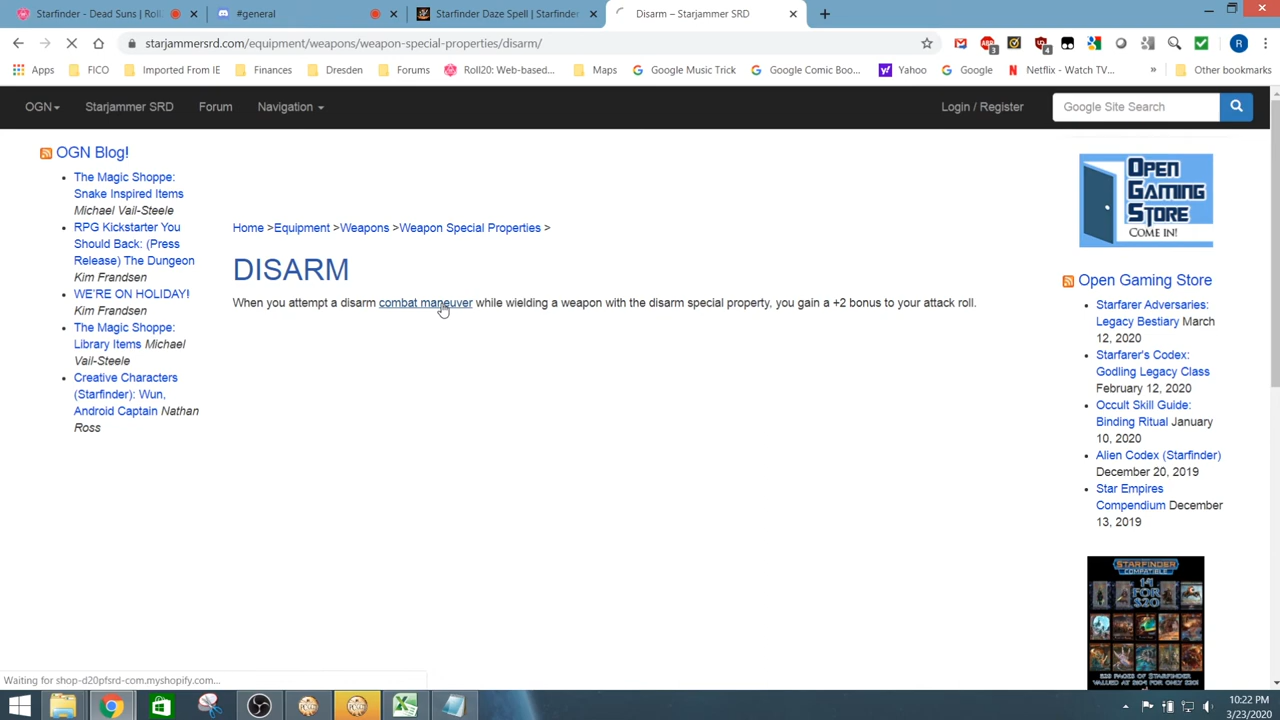 Starfinder - Dead Suns | Roll
#general
Starfinder Daze Spell | Starfinder
Disarm – Starjammer SRD
starjammersrd.com/equipment/weapons/weapon-special-properties/disarm/
Apps
FICO
Imported From IE
Finances
Dresden
Forums
Roll20: Web-based...
Maps
Google Music Trick
Google Comic Boo...
Yahoo
Google
Netflix - Watch TV...
»
Other bookmarks
OGN
Starjammer SRD
Forum
Navigation
Login / Register
Google Site Search
OGN Blog!
The Magic Shoppe:
Snake Inspired Items
Michael Vail-Steele
RPG Kickstarter You
Should Back: (Press
Release) The Dungeon
Kim Frandsen
WE'RE ON HOLIDAY!
Kim Frandsen
The Magic Shoppe:
Library Items Michael
Vail-Steele
Creative Characters
(Starfinder): Wun,
Android Captain Nathan
Ross
Home >Equipment >Weapons >Weapon Special Properties >
DISARM
When you attempt a disarm combat maneuver while wielding a weapon with the disarm special property, you gain a +2 bonus to your attack roll.
OPEN
GAMING
STORE
COME IN!
Open Gaming Store
Starfarer Adversaries:
Legacy Bestiary March
12, 2020
Starfarer's Codex:
Godling Legacy Class
February 12, 2020
Occult Skill Guide:
Binding Ritual January
10, 2020
Alien Codex (Starfinder)
December 20, 2019
Star Empires
Compendium December
13, 2019
STARFINDER
COMPATIBLE
14
FOR
$20
Waiting for shop-d20pfsrd-com.myshopify.com...
10:22 PM
3/23/2020